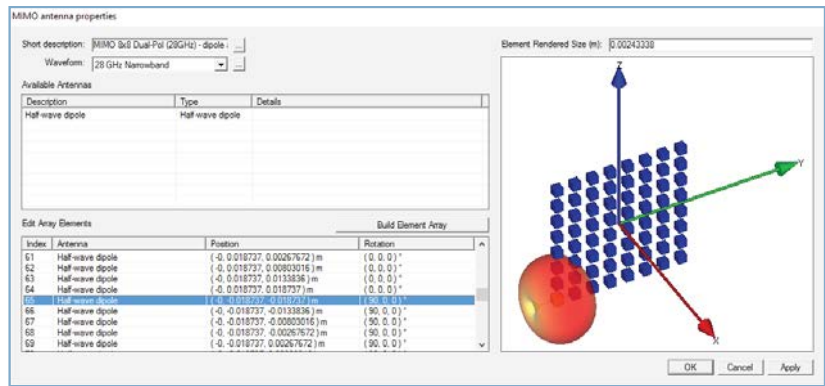 MIMO antenna properties
Short description: MIMO 8x8 Dual-Pol (28GHz) - dipole ...
Waveform: 28 GHz Narrowband ...
Available Antennas
Description Type Details
Half-wave dipole Half-wave dipole
Edit Array Elements Build Element Array
Index Antenna Position Rotation
61 Half-wave dipole (-0, 0.018737, 0.00267672) m (0, 0, 0) °
62 Half-wave dipole (-0, 0.018737, 0.00803016) m (0, 0, 0) °
63 Half-wave dipole (-0, 0.018737, 0.0133836) m (0, 0, 0) °
64 Half-wave dipole (-0, 0.018737, 0.018737) m (0, 0, 0) °
65 Half-wave dipole (-0, -0.018737, -0.018737) m (90, 0, 0) °
66 Half-wave dipole (-0, -0.018737, -0.0133836) m (90, 0, 0) °
67 Half-wave dipole (-0, -0.018737, -0.00803016) m (90, 0, 0) °
68 Half-wave dipole (-0, -0.018737, -0.00267672) m (90, 0, 0) °
69 Half-wave dipole (-0, -0.018737, 0.00267672) m (90, 0, 0) °
Element Rendered Size (m): 0.00243338
Z
Y
X
OK Cancel Apply